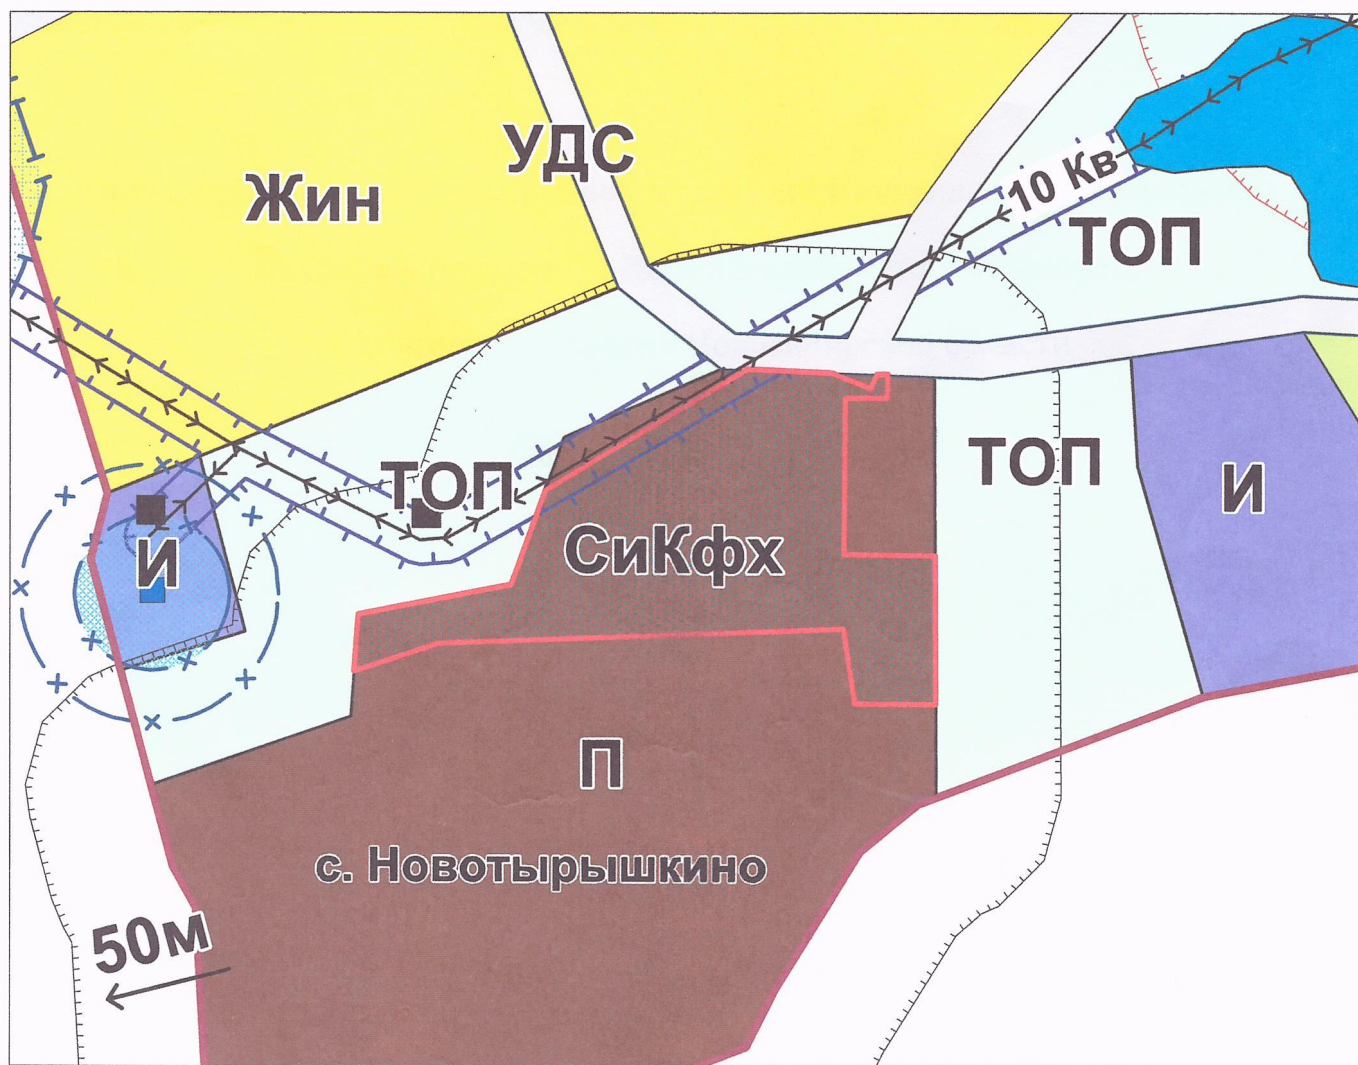 УДС
Жин
10 Кв
ТОП
ТОП
ТОП
И
СиКфх
И
П
с. Новотырышкино
50м